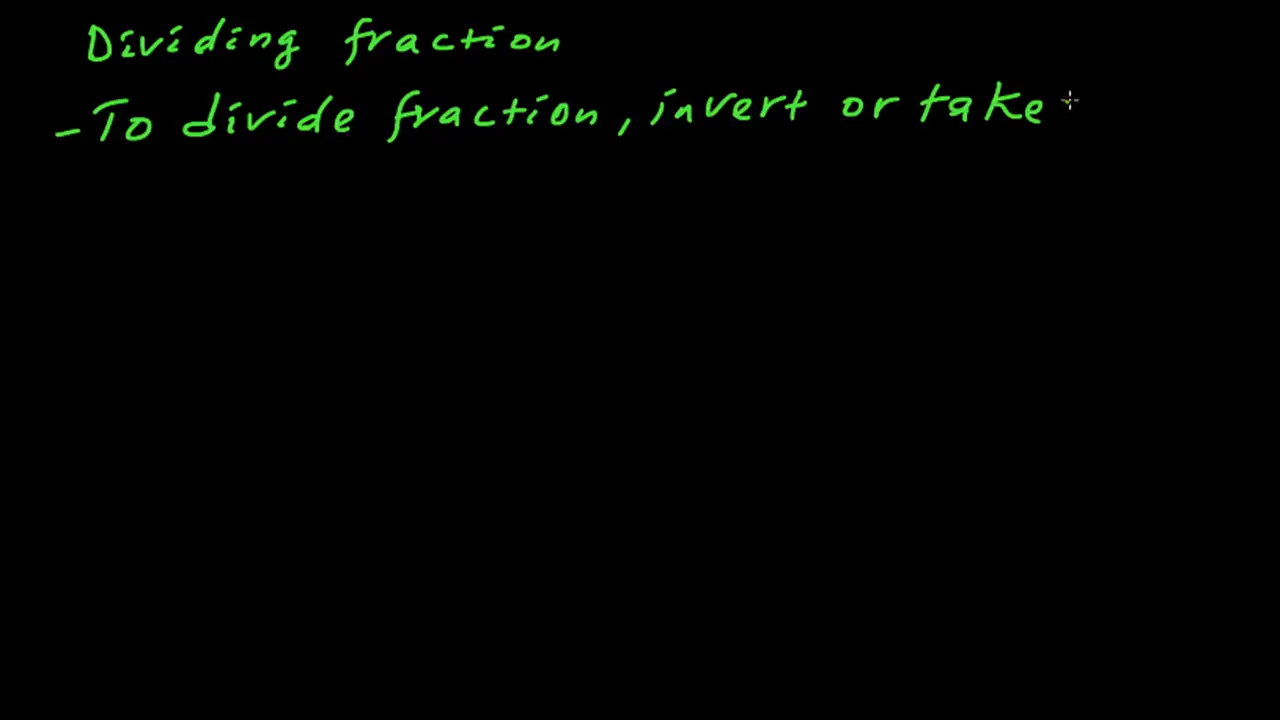 Dividing fraction
- To divide fraction, invert or take